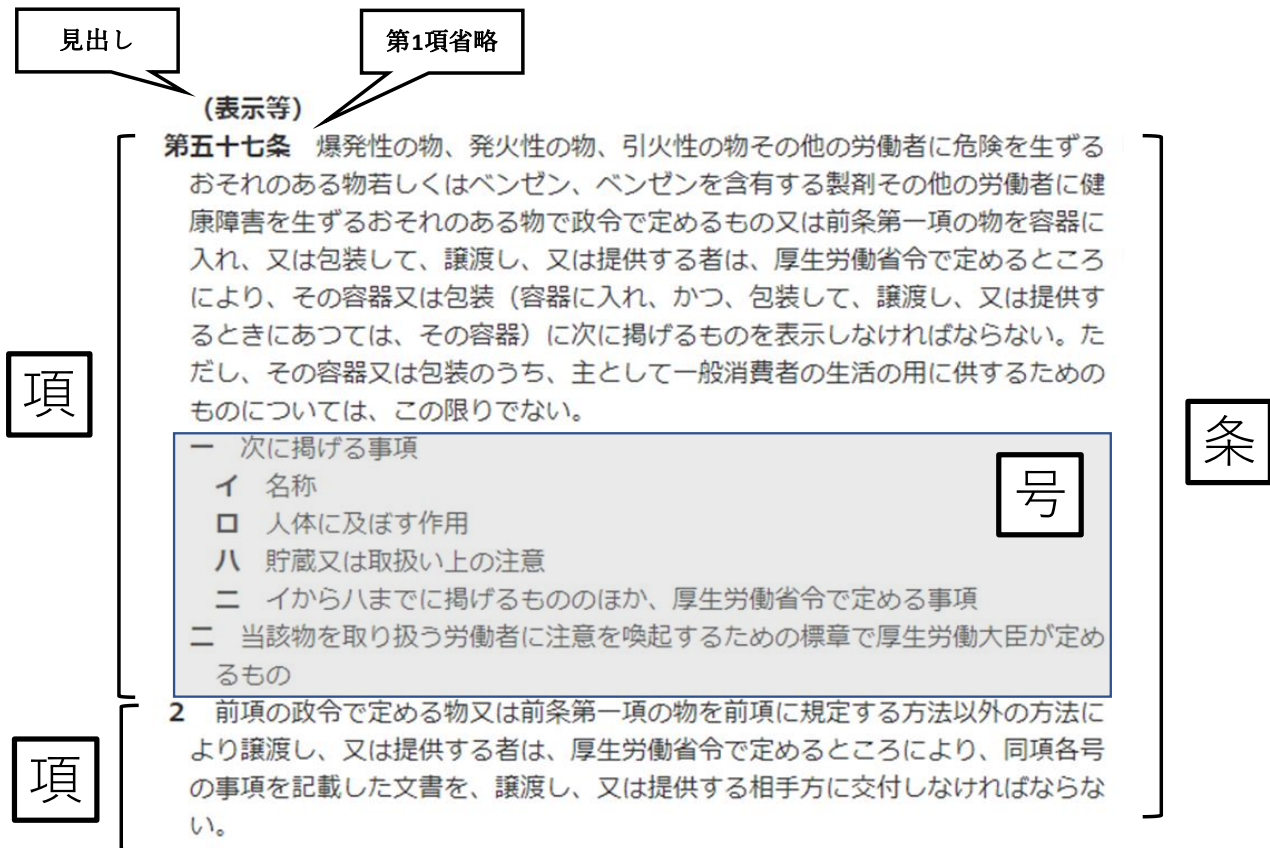 見出し
第1項省略
（表示等）
第五十七条　爆発性の物、発火性の物、引火性の物その他の労働者に危険を生ずる
おそれのある物若しくはベンゼン、ベンゼンを含有する製剤その他の労働者に健
康障害を生ずるおそれのある物で政令で定めるもの又は前条第一項の物を容器に
入れ、又は包装して、譲渡し、又は提供する者は、厚生労働省令で定めるところ
により、その容器又は包装（容器に入れ、かつ、包装して、譲渡し、又は提供す
るときにあつては、その容器）に次に掲げるものを表示しなければならない。た
だし、その容器又は包装のうち、主として一般消費者の生活の用に供するための
ものについては、この限りでない。
項
条
一　次に掲げる事項
イ　名称
ロ　人体に及ぼす作用
ハ　貯蔵又は取扱い上の注意
ニ　イからハまでに掲げるもののほか、厚生労働省令で定める事項
二　当該物を取り扱う労働者に注意を喚起するための標章で厚生労働大臣が定め
るもの
号
2　前項の政令で定める物又は前条第一項の物を前項に規定する方法以外の方法に
より譲渡し、又は提供する者は、厚生労働省令で定めるところにより、同項各号
の事項を記載した文書を、譲渡し、又は提供する相手方に交付しなければならな
い。
項